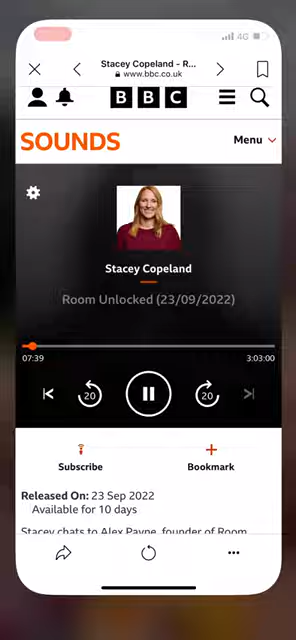 4G
Stacey Copeland - R...
www.bbc.co.uk
BBC
SOUNDS
Menu
Stacey Copeland
Room Unlocked (23/09/2022)
07:39
3:03:00
20
20
Subscribe
Bookmark
Released On: 23 Sep 2022
Available for 10 days
Stacey chats to Alex Payne, founder of Room